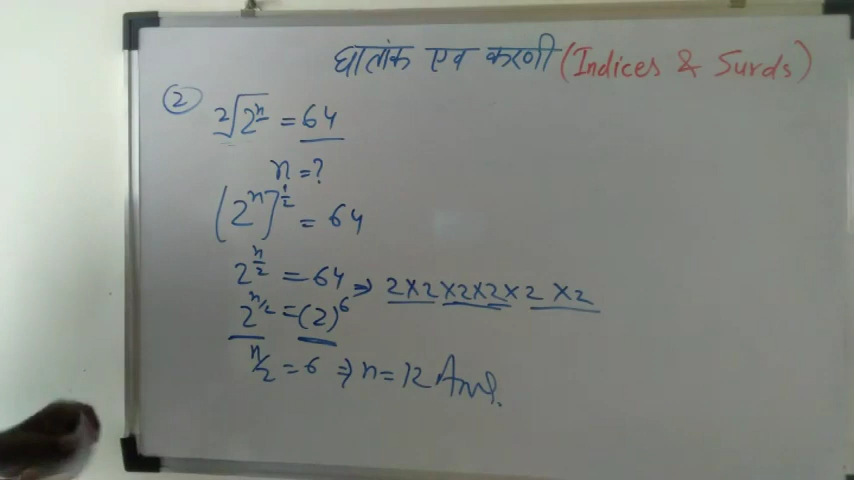 घातांक एव करणी (Indices & Surds)
② ²√2ⁿ = 64
n = ?
(2ⁿ)^½ = 64
2^(n/2) = 64 ⇒ 2×2×2×2×2×2
2^(n/2) = (2)⁶
n/2 = 6 ⇒ n = 12 Ans.